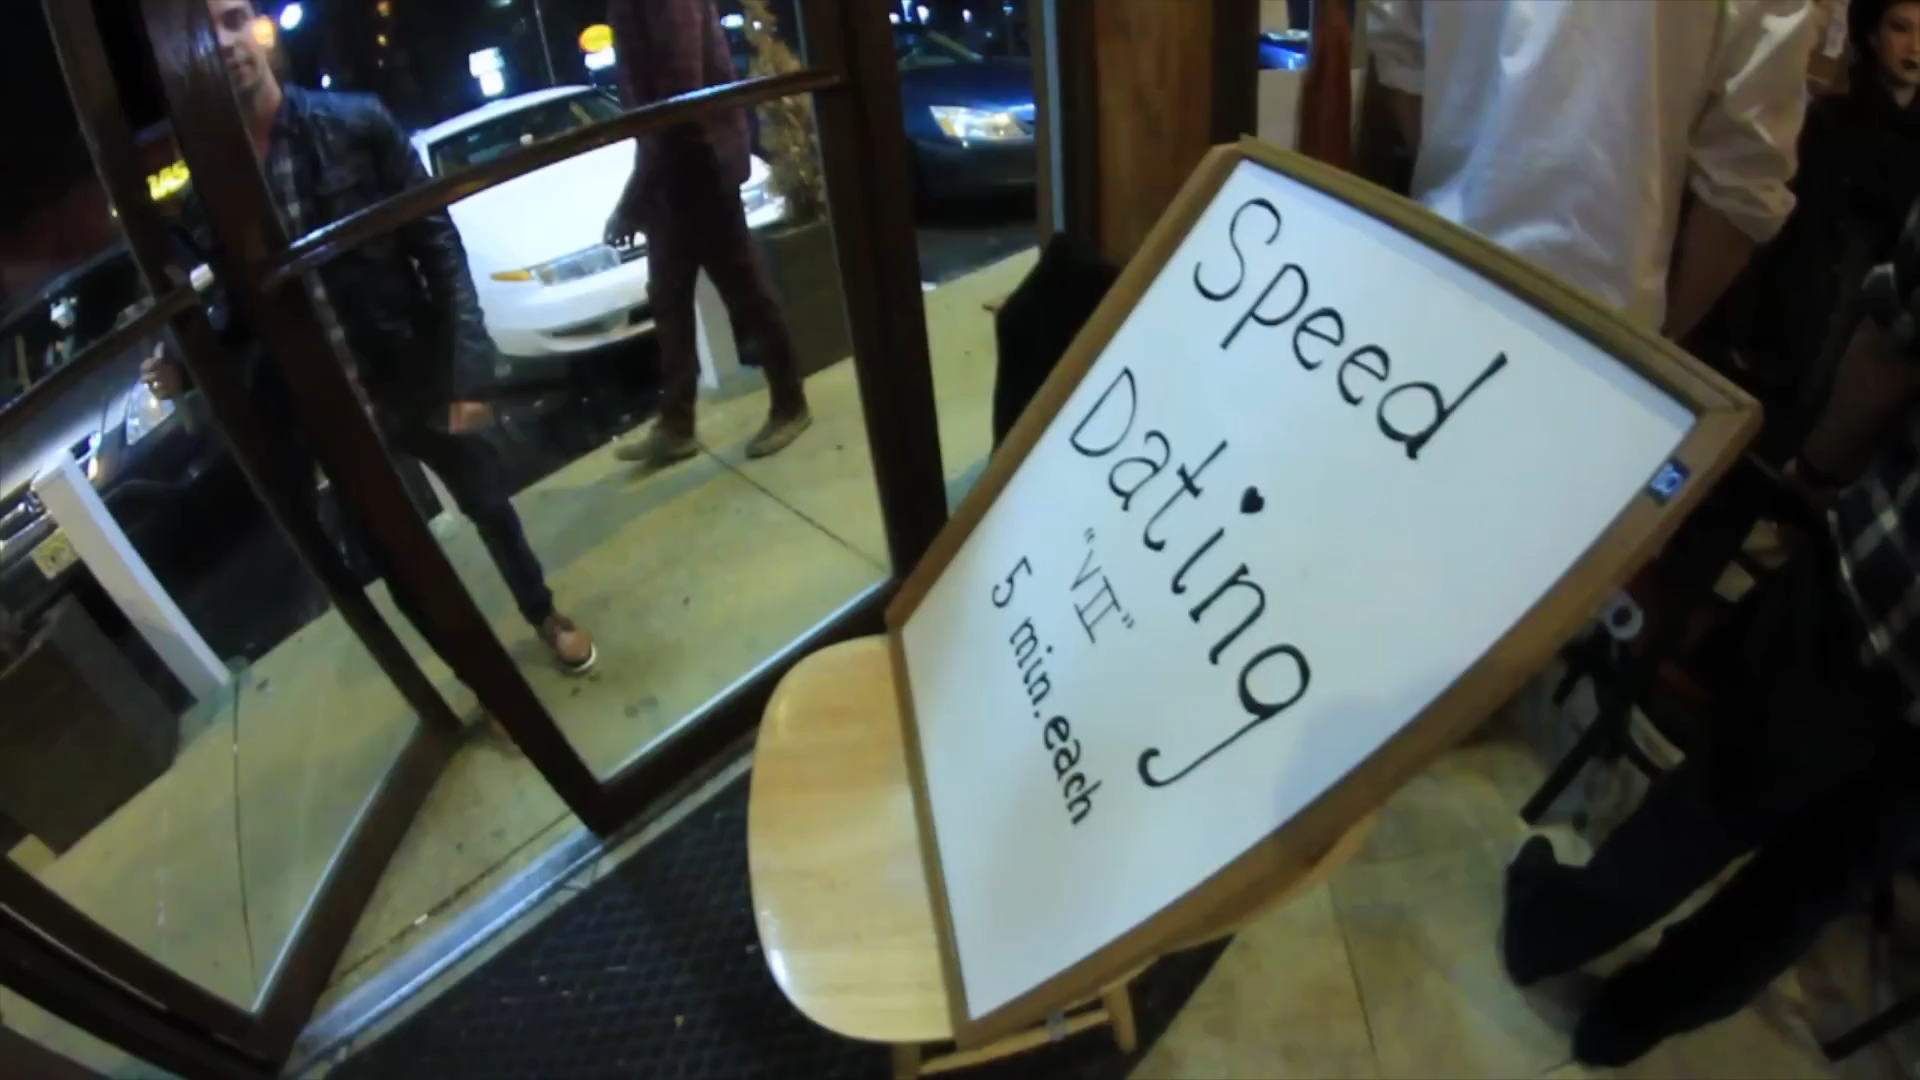 Speed
Dating
"VII"
5 min. each